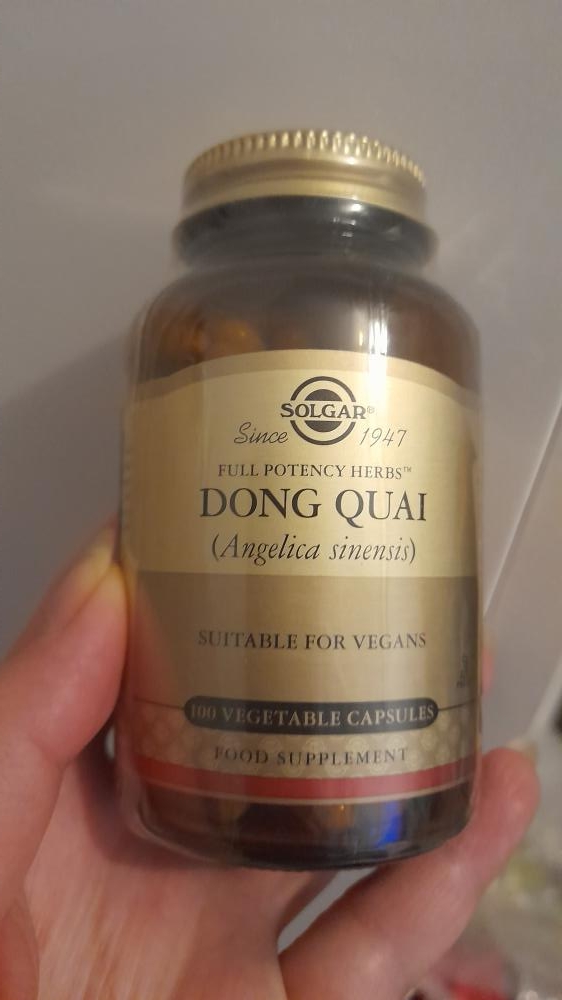 SOLGAR®
Since 1947
FULL POTENCY HERBS™
DONG QUAI
(Angelica sinensis)
SUITABLE FOR VEGANS
100 VEGETABLE CAPSULES
FOOD SUPPLEMENT